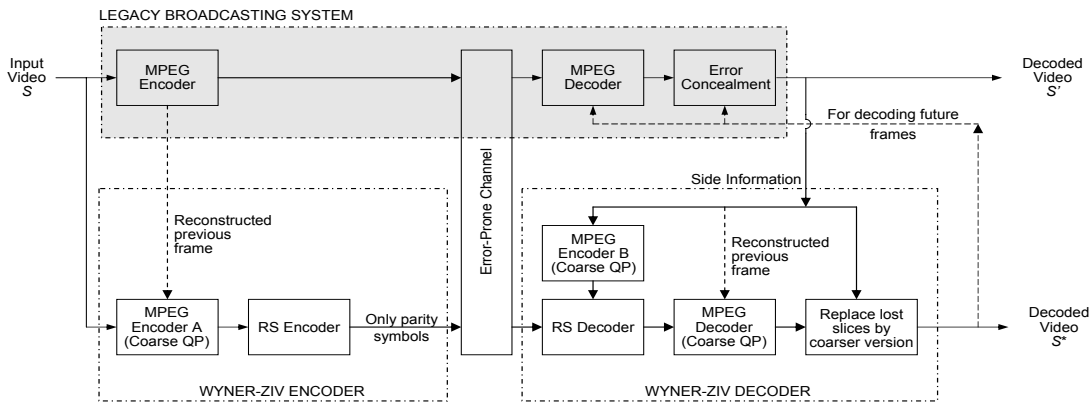 LEGACY BROADCASTING SYSTEM
Input
Video
S
MPEG
Encoder
MPEG
Decoder
Error
Concealment
Decoded
Video
S'
For decoding future
frames
Error-Prone Channel
Side Information
Reconstructed
previous
frame
MPEG
Encoder B
(Coarse QP)
Reconstructed
previous
frame
MPEG
Encoder A
(Coarse QP)
RS Encoder
Only parity
symbols
RS Decoder
MPEG
Decoder
(Coarse QP)
Replace lost
slices by
coarser version
Decoded
Video
S*
WYNER-ZIV ENCODER
WYNER-ZIV DECODER